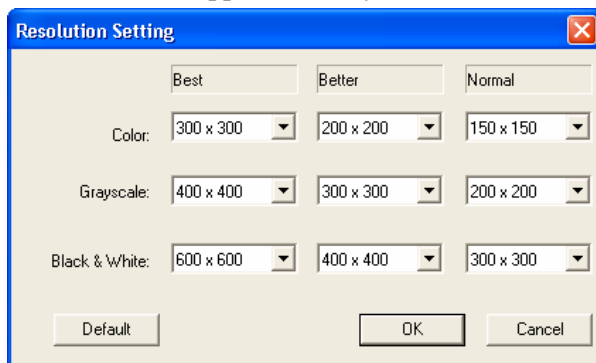 Resolution Setting
Best Better Normal
Color: 300 x 300 200 x 200 150 x 150
Grayscale: 400 x 400 300 x 300 200 x 200
Black & White: 600 x 600 400 x 400 300 x 300
Default OK Cancel